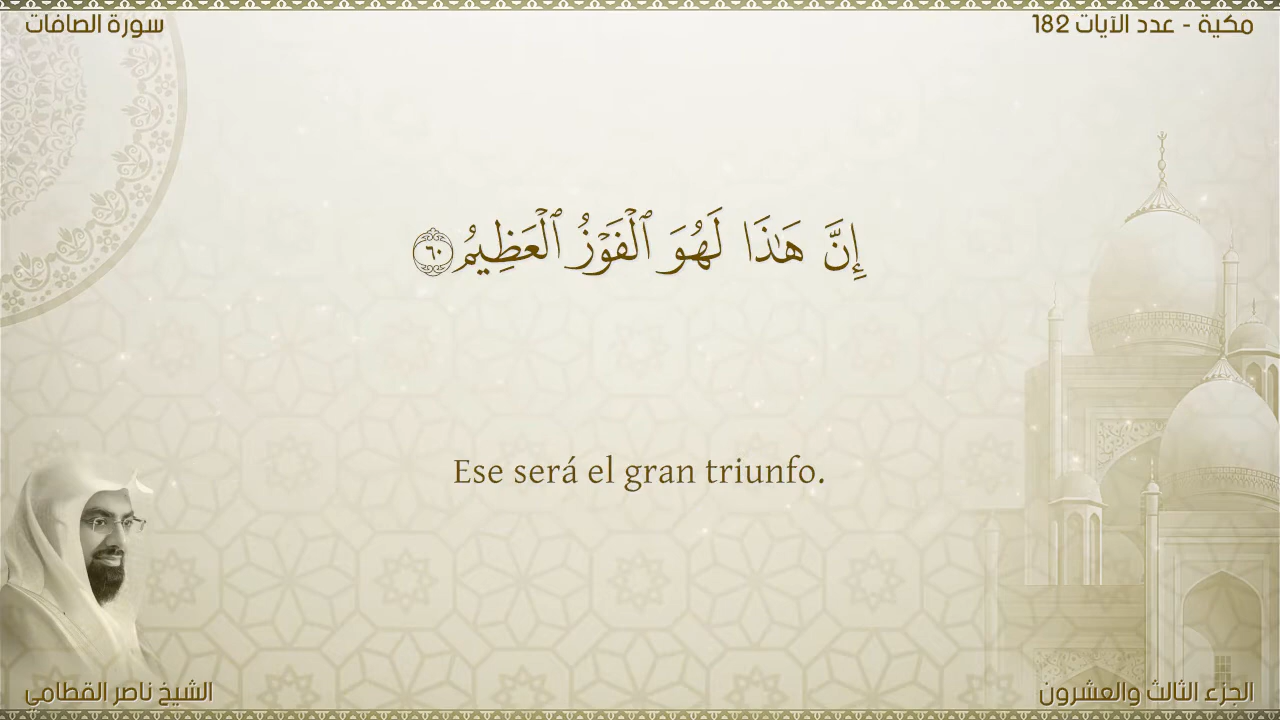 مكية - عدد الآيات 182
سورة الصافات
إِنَّ هَٰذَا لَهُوَ ٱلْفَوْزُ ٱلْعَظِيمُ ٦٠
Ese será el gran triunfo.
الجزء الثالث والعشرون
الشيخ ناصر القطامي